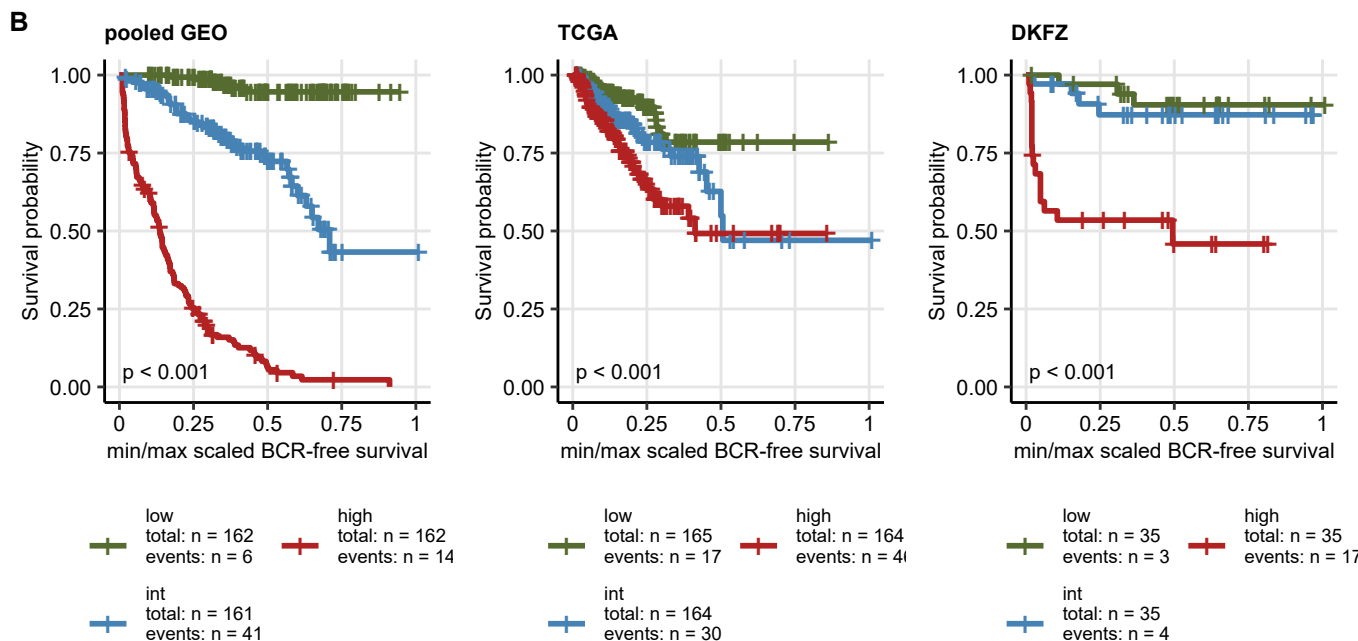 B
pooled GEO
TCGA
DKFZ
Survival probability
1.00
0.75
0.50
0.25
0.00
p < 0.001
0 0.25 0.5 0.75 1
min/max scaled BCR-free survival
Survival probability
1.00
0.75
0.50
0.25
0.00
p < 0.001
0 0.25 0.5 0.75 1
min/max scaled BCR-free survival
Survival probability
1.00
0.75
0.50
0.25
0.00
p < 0.001
0 0.25 0.5 0.75 1
min/max scaled BCR-free survival
low
total: n = 162
events: n = 6
high
total: n = 162
events: n = 14
int
total: n = 161
events: n = 41
low
total: n = 165
events: n = 17
high
total: n = 164
events: n = 4
int
total: n = 164
events: n = 30
low
total: n = 35
events: n = 3
high
total: n = 35
events: n = 17
int
total: n = 35
events: n = 4